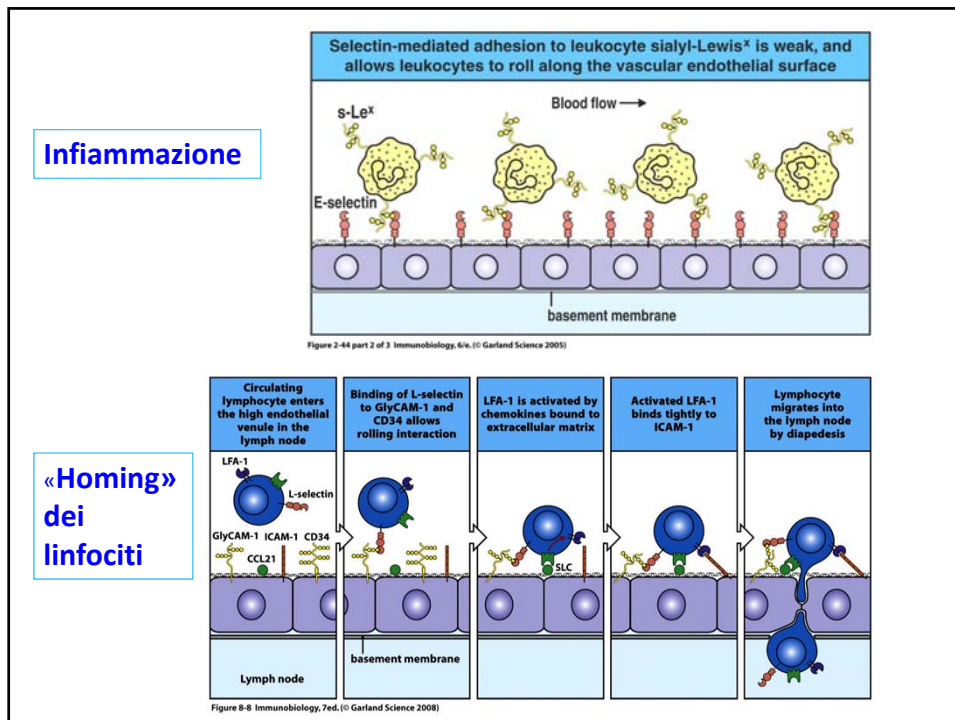 Selectin-mediated adhesion to leukocyte sialyl-Lewisˣ is weak, and
allows leukocytes to roll along the vascular endothelial surface
Blood flow
s-Leˣ
Infiammazione
E-selectin
basement membrane
Figure 2-44 part 2 of 3 Immunobiology, 6/e. (© Garland Science 2005)
Circulating
lymphocyte enters
the high endothelial
venule in the
lymph node
Binding of L-selectin
to GlyCAM-1 and
CD34 allows
rolling interaction
LFA-1 is activated by
chemokines bound to
extracellular matrix
Activated LFA-1
binds tightly to
ICAM-1
Lymphocyte
migrates into
the lymph node
by diapedesis
«Homing»
dei
linfociti
LFA-1
L-selectin
GlyCAM-1 ICAM-1 CD34
CCL21
SLC
basement membrane
Lymph node
Figure 8-8 Immunobiology, 7ed. (© Garland Science 2008)